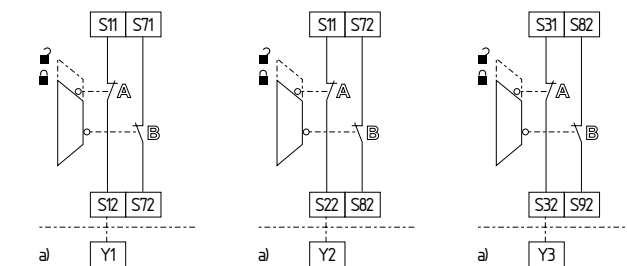 S11 S71 S11 S72 S31 S82
A A A
B B B
S12 S72 S22 S82 S32 S92
a) Y1 a) Y2 a) Y3